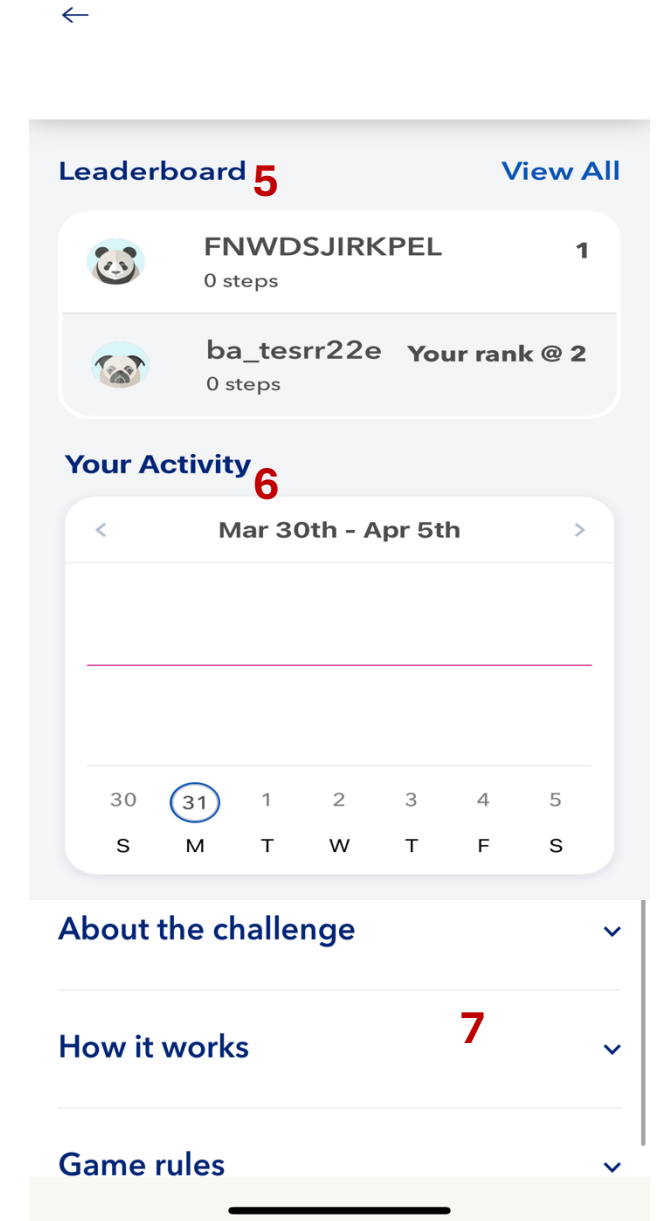 Leaderboard 5 View All
FNWDSJIRKPEL 1
0 steps
ba_tesrr22e Your rank @ 2
0 steps
Your Activity 6
< Mar 30th - Apr 5th >
30 31 1 2 3 4 5
S M T W T F S
About the challenge
7
How it works
Game rules